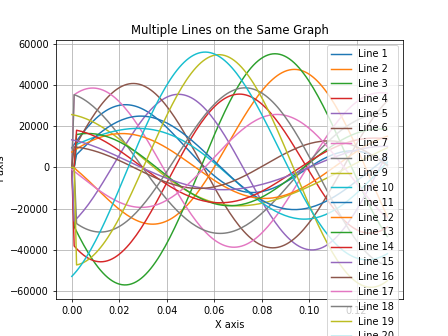 Multiple Lines on the Same Graph
60000
40000
20000
0
−20000
−40000
−60000
0.00
0.02
0.04
0.06
0.08
0.10
X axis
axis
Line 1
Line 2
Line 3
Line 4
Line 5
Line 6
Line 7
Line 8
Line 9
Line 10
Line 11
Line 12
Line 13
Line 14
Line 15
Line 16
Line 17
Line 18
Line 19
Line 20